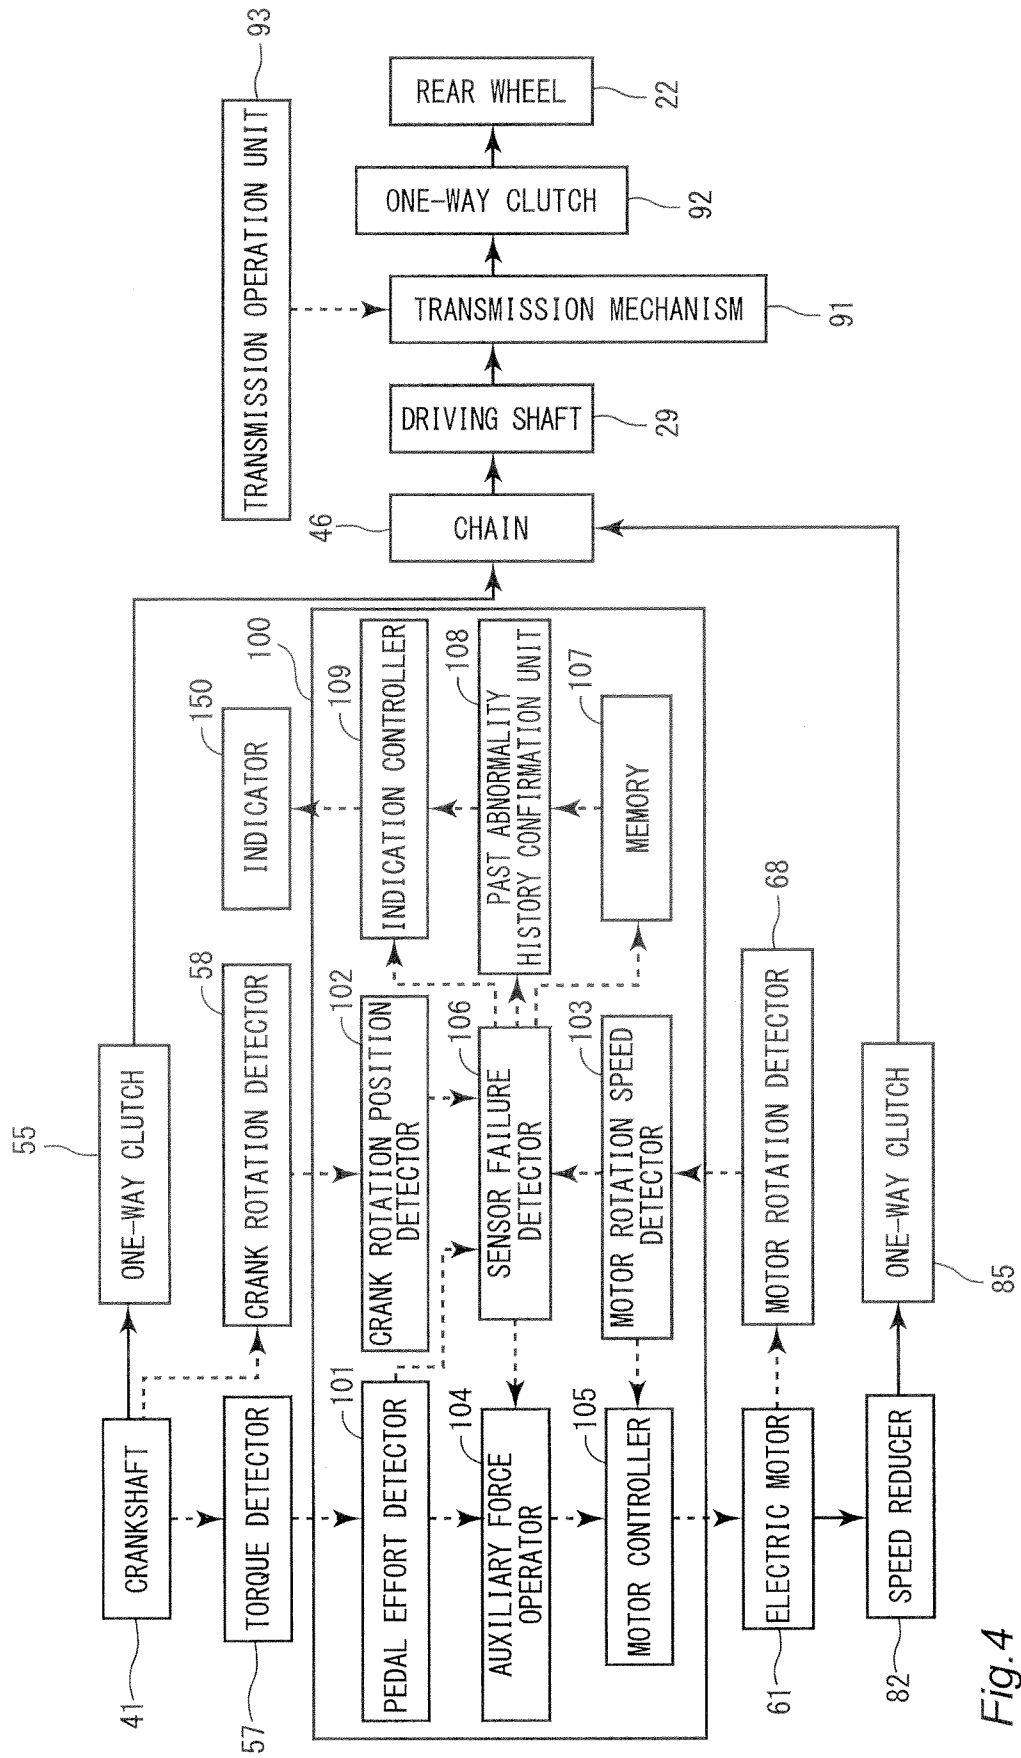 41
CRANKSHAFT
55
ONE-WAY CLUTCH
57
TORQUE DETECTOR
58
CRANK ROTATION DETECTOR
150
INDICATOR
93
TRANSMISSION OPERATION UNIT
100
101
PEDAL EFFORT DETECTOR
102
CRANK ROTATION POSITION
DETECTOR
109
INDICATION CONTROLLER
104
AUXILIARY FORCE
OPERATOR
106
SENSOR FAILURE
DETECTOR
108
PAST ABNORMALITY
HISTORY CONFIRMATION UNIT
46
CHAIN
DRIVING SHAFT
29
TRANSMISSION MECHANISM
91
ONE-WAY CLUTCH
92
REAR WHEEL
22
105
MOTOR CONTROLLER
103
MOTOR ROTATION SPEED
DETECTOR
107
MEMORY
61
ELECTRIC MOTOR
68
MOTOR ROTATION DETECTOR
82
SPEED REDUCER
85
ONE-WAY CLUTCH
Fig.4